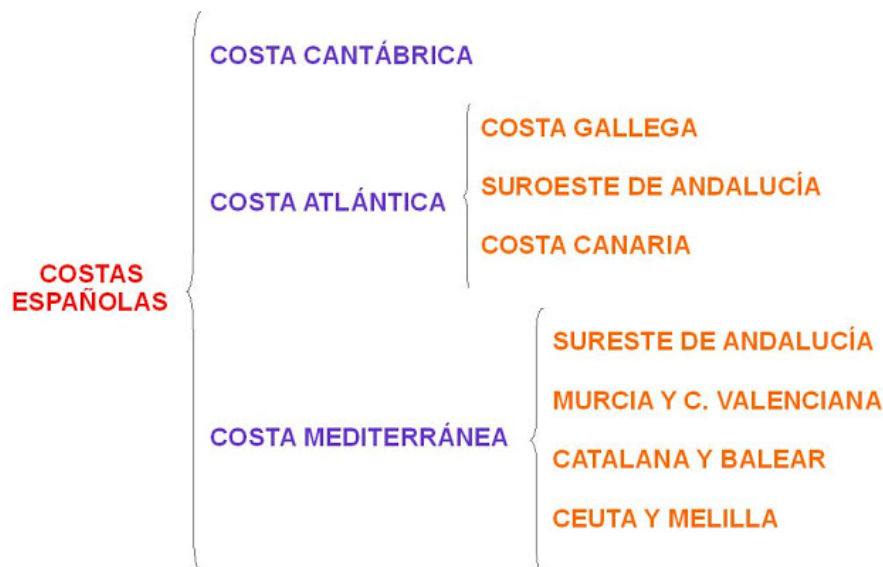 COSTAS
ESPAÑOLAS
COSTA CANTÁBRICA
COSTA ATLÁNTICA
COSTA GALLEGA
SUROESTE DE ANDALUCÍA
COSTA CANARIA
COSTA MEDITERRÁNEA
SURESTE DE ANDALUCÍA
MURCIA Y C. VALENCIANA
CATALANA Y BALEAR
CEUTA Y MELILLA